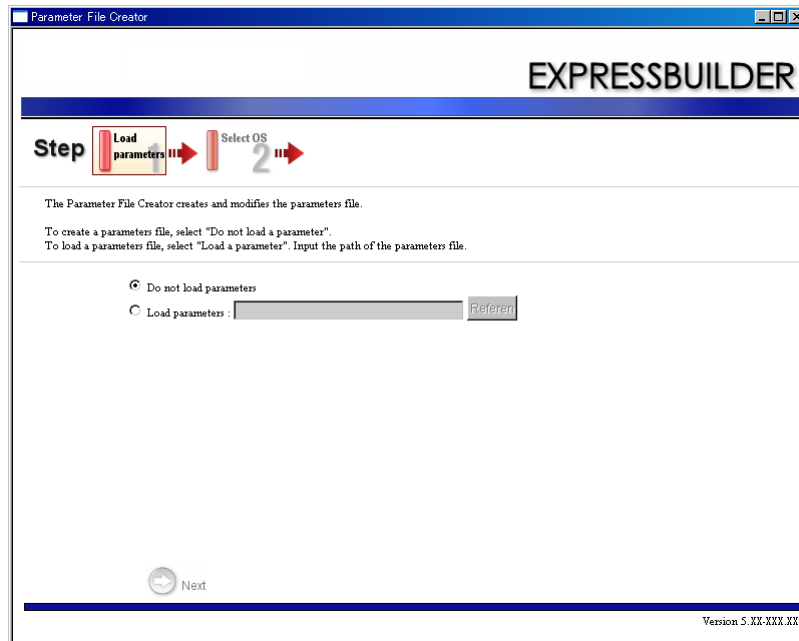 Parameter File Creator
EXPRESSBUILDER
Step
Load
parameters
1
Select OS
2
The Parameter File Creator creates and modifies the parameters file.
To create a parameters file, select "Do not load a parameter".
To load a parameters file, select "Load a parameter". Input the path of the parameters file.
Do not load parameters
Load parameters :
Referen
Next
Version 5.XX-XXX.XX